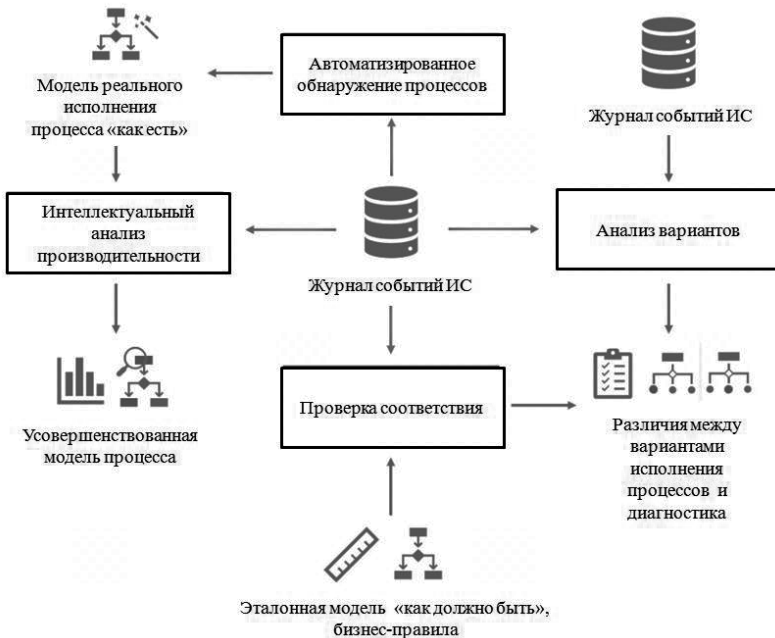 Автоматизированное
обнаружение процессов
Модель реального
исполнения
процесса «как есть»
Журнал событий ИС
Интеллектуальный
анализ
производительности
Анализ вариантов
Журнал событий ИС
Проверка соответствия
Усовершенствованная
модель процесса
Различия между
вариантами
исполнения
процессов и
диагностика
Эталонная модель «как должно быть»,
бизнес-правила